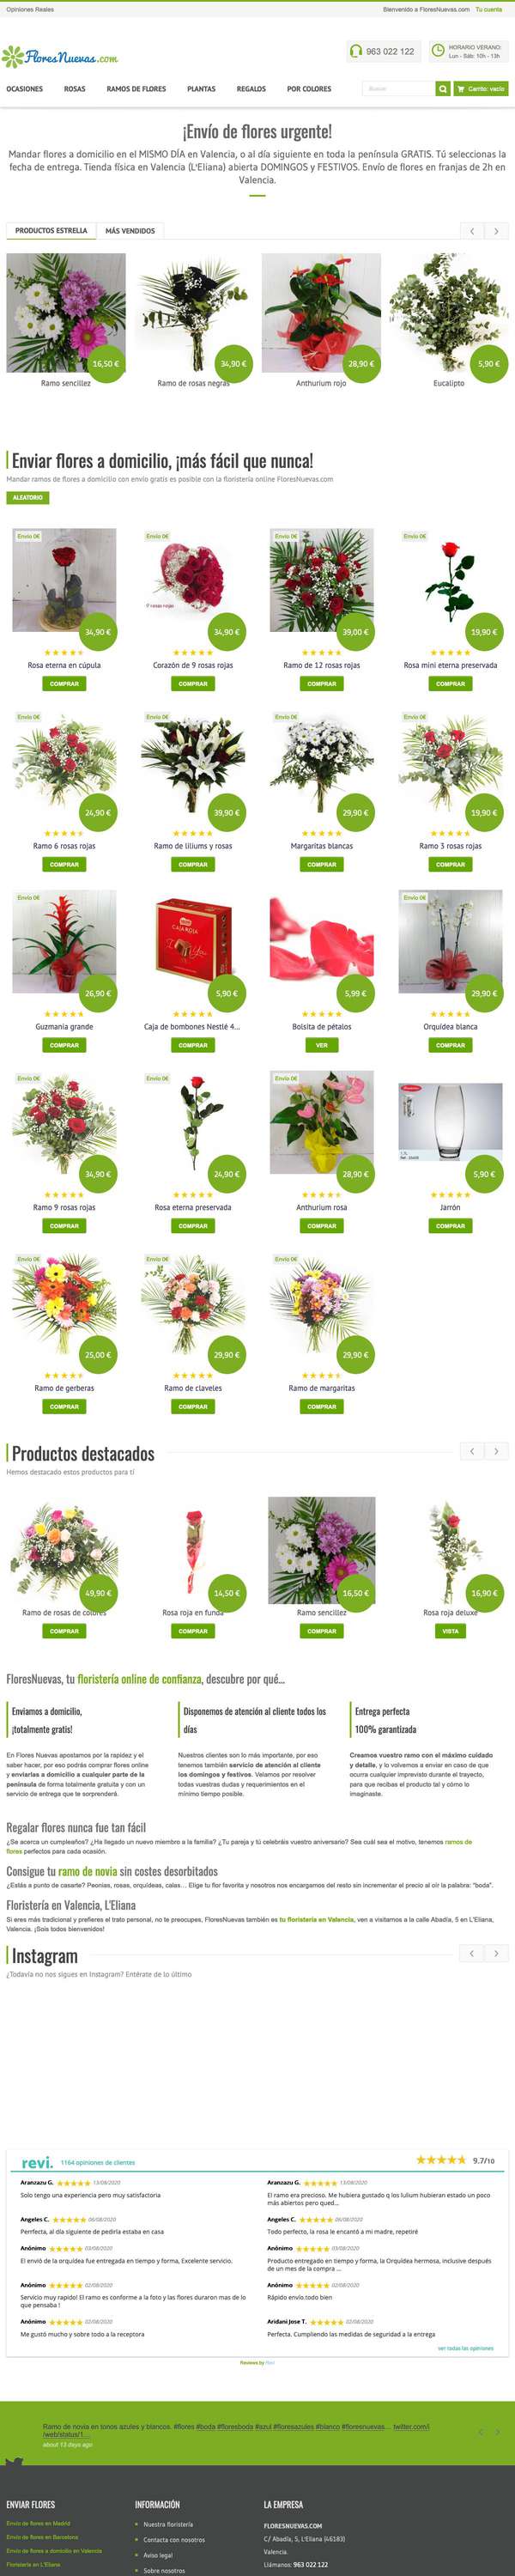 Opiniones Reales
Bienvenido a FloresNuevas.com Tu cuenta
FloresNuevas.com
963 022 122
HORARIO VERANO:
Lun - Sáb: 10h - 13h
OCASIONES ROSAS RAMOS DE FLORES PLANTAS REGALOS POR COLORES
Buscar
Carrito: vacío
¡Envío de flores urgente!
Mandar flores a domicilio en el MISMO DÍA en Valencia, o al día siguiente en toda la península GRATIS. Tú seleccionas la
fecha de entrega. Tienda física en Valencia (L'Eliana) abierta DOMINGOS y FESTIVOS. Envío de flores en franjas de 2h en
Valencia.
PRODUCTOS ESTRELLA MÁS VENDIDOS
16,50 € 34,90 € 28,90 € 5,90 €
Ramo sencillez Ramo de rosas negras Anthurium rojo Eucalipto
Enviar flores a domicilio, ¡más fácil que nunca!
Mandar ramos de flores a domicilio con envío gratis es posible con la floristería online FloresNuevas.com
ALEATORIO
Envío 0€ Envío 0€ Envío 0€ Envío 0€
9 rosas rojas
34,90 € 34,90 € 39,00 € 19,90 €
Rosa eterna en cúpula Corazón de 9 rosas rojas Ramo de 12 rosas rojas Rosa mini eterna preservada
COMPRAR COMPRAR COMPRAR COMPRAR
Envío 0€ Envío 0€ Envío 0€ Envío 0€
24,90 € 39,90 € 29,90 € 19,90 €
Ramo 6 rosas rojas Ramo de liliums y rosas Margaritas blancas Ramo 3 rosas rojas
COMPRAR COMPRAR COMPRAR COMPRAR
Envío 0€ Envío 0€
Nestlé
CAJA ROJA
26,90 € 5,90 € 5,99 € 29,90 €
Guzmania grande Caja de bombones Nestlé 4... Bolsita de pétalos Orquídea blanca
COMPRAR COMPRAR VER COMPRAR
Envío 0€ Envío 0€ Envío 0€
34,90 € 24,90 € 28,90 € 5,90 €
Ramo 9 rosas rojas Rosa eterna preservada Anthurium rosa Jarrón
COMPRAR COMPRAR COMPRAR COMPRAR
Envío 0€ Envío 0€ Envío 0€
25,00 € 29,90 € 29,90 €
Ramo de gerberas Ramo de claveles Ramo de margaritas
COMPRAR COMPRAR COMPRAR
Productos destacados
Hemos destacado estos productos para tí
49,90 € 14,50 € 16,50 € 16,90 €
Ramo de rosas de colores Rosa roja en funda Ramo sencillez Rosa roja deluxe
COMPRAR COMPRAR COMPRAR VISTA
FloresNuevas, tu floristería online de confianza, descubre por qué...
Enviamos a domicilio,
¡totalmente gratis!
En Flores Nuevas apostamos por la rapidez y el
saber hacer, por eso podrás comprar flores online
y enviarlas a domicilio a cualquier parte de la
península de forma totalmente gratuita y con un
servicio de entrega que te sorprenderá.
Disponemos de atención al cliente todos los
días
Nuestros clientes son lo más importante, por eso
tenemos también servicio de atención al cliente
los domingos y festivos. Velamos por resolver
todas vuestras dudas y requerimientos en el
mínimo tiempo posible.
Entrega perfecta
100% garantizada
Creamos vuestro ramo con el máximo cuidado
y detalle, y lo volvemos a enviar en caso de que
ocurra cualquier imprevisto durante el trayecto,
para que recibas el producto tal y cómo lo
imaginaste.
Regalar flores nunca fue tan fácil
¿Se acerca un cumpleaños? ¿Ha llegado un nuevo miembro a la familia? ¿Tu pareja y tú celebráis vuestro aniversario? Sea cuál sea el motivo, tenemos ramos de
flores perfectos para cada ocasión.
Consigue tu ramo de novia sin costes desorbitados
¿Estás a punto de casarte? Peonías, rosas, orquídeas, calas... Elige tu flor favorita y nosotros nos encargamos del resto sin incrementar el precio al oír la palabra: "boda".
Floristería en Valencia, L'Eliana
Si eres más tradicional y prefieres el trato personal, no te preocupes, FloresNuevas también es tu floristería en Valencia, ven a visitarnos a la calle Abadía, 5 en L'Eliana,
Valencia. ¡Sois todos bienvenidos!
Instagram
¿Todavía no nos sigues en Instagram? Entérate de lo último
revi. 1164 opiniones de clientes
9.7/10
Aranzazu G. 13/08/2020
Solo tengo una experiencia pero muy satisfactoria
Angeles C. 06/08/2020
Perrfecta, al día siguiente de pedirla estaba en casa
Anónimo 03/08/2020
El envió de la orquídea fue entregada en tiempo y forma, Excelente servicio.
Anónimo 02/08/2020
Servicio muy rapido! El ramo es conforme a la foto y las flores duraron mas de lo
que pensaba !
Anónimo 02/08/2020
Me gustó mucho y sobre todo a la receptora
Aranzazu G. 13/08/2020
El ramo era precioso. Me hubiera gustado q los lulium hubieran estado un poco
más abiertos pero qued...
Angeles C. 06/08/2020
Todo perfecto, la rosa le encantó a mi madre, repetiré
Anónimo 03/08/2020
Producto entregado en tiempo y forma, la Orquídea hermosa, inclusive después
de un mes de la compra ...
Anónimo 02/08/2020
Rápido envío.todo bien
Aridani Jose T. 02/08/2020
Perfecta. Cumpliendo las medidas de seguridad a la entrega
ver todas las opiniones
Reviews by Revi
Ramo de novia en tonos azules y blancos. #flores #boda #floresboda #azul #floresazules #blanco #floresnuevas… twitter.com/i
/web/status/1…
about 13 days ago
ENVIAR FLORES
Envío de flores en Madrid
Envío de flores en Barcelona
Envío de flores a domicilio en Valencia
Floristería en L'Eliana
INFORMACIÓN
Nuestra floristería
Contacta con nosotros
Aviso legal
Sobre nosotros
LA EMPRESA
FLORESNUEVAS.COM
C/ Abadía, 5, L'Eliana (46183)
Valencia.
Llámanos: 963 022 122